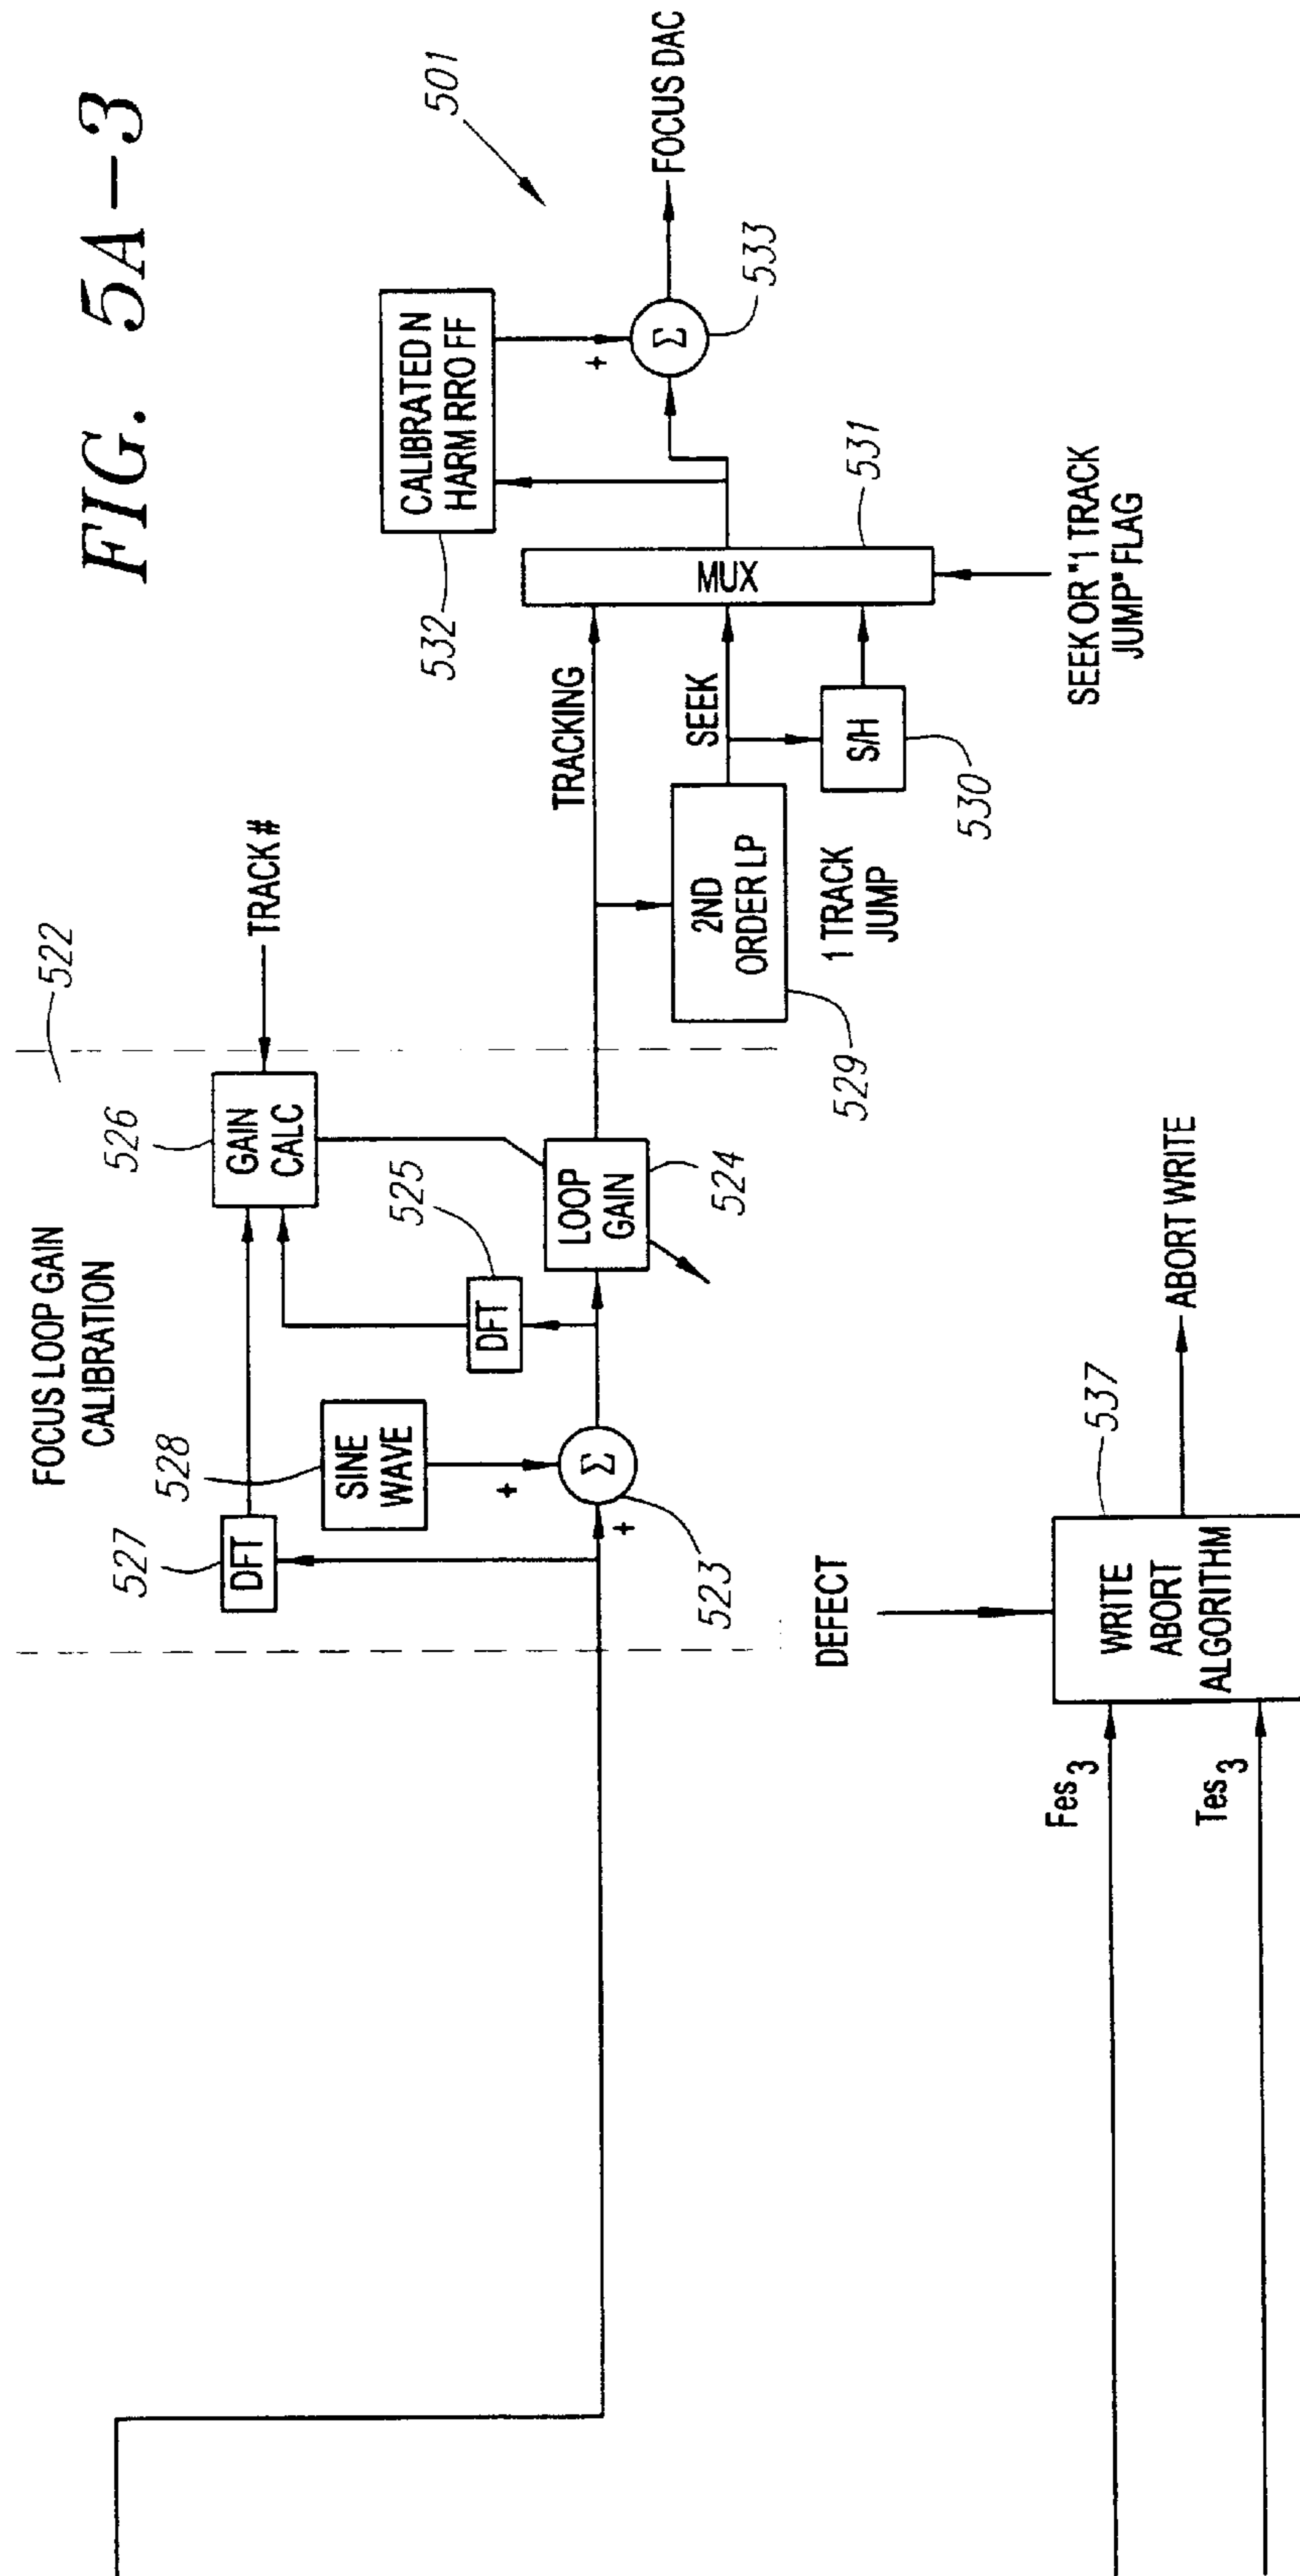 FIG. 5A-3
501
FOCUS DAC
CALIBRATED N
HARM RRO FF
532
+
Σ
533
MUX
531
SEEK OR "1 TRACK
JUMP" FLAG
TRACKING
SEEK
S/H
530
2ND
ORDER LP
529
1 TRACK
JUMP
TRACK #
522
FOCUS LOOP GAIN
CALIBRATION
GAIN
CALC
526
DFT
525
LOOP
GAIN
524
SINE
WAVE
528
DFT
527
+
+
Σ
523
DEFECT
WRITE
ABORT
ALGORITHM
537
ABORT WRITE
Fes3
Tes3